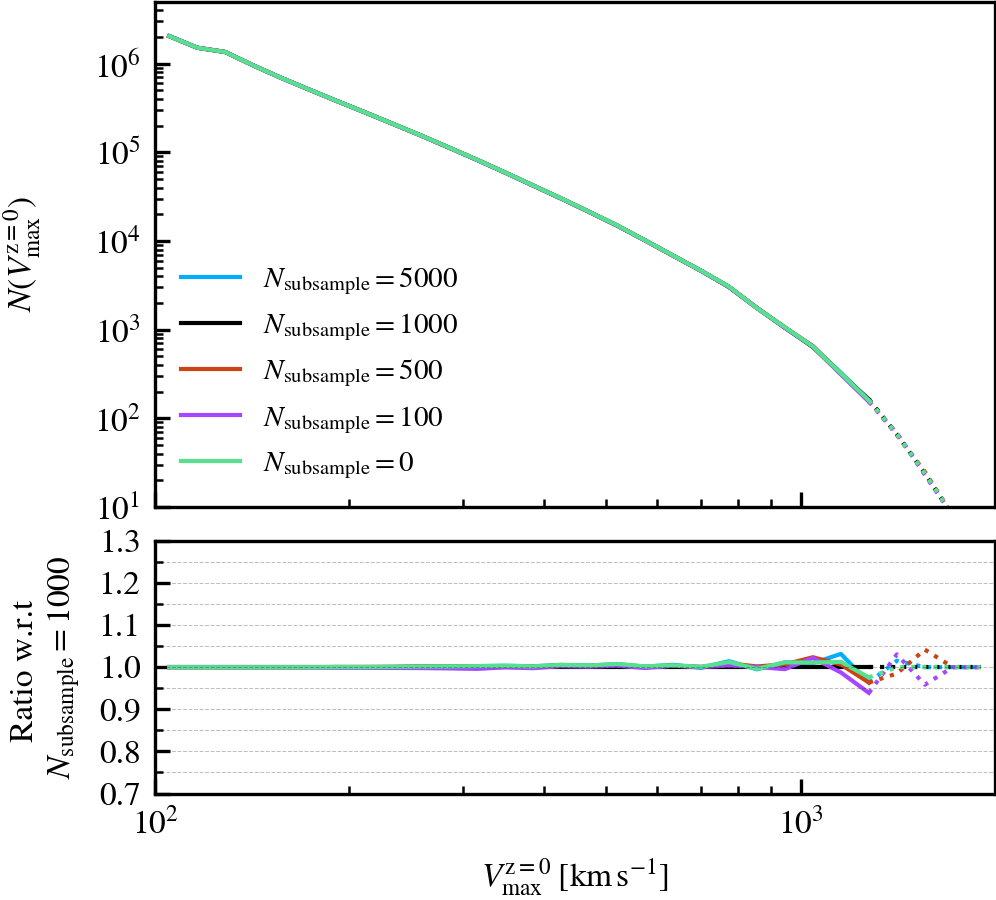 10^6
10^5
10^4
10^3
10^2
10^1
N(V_max^{z=0})
N_subsample = 5000
N_subsample = 1000
N_subsample = 500
N_subsample = 100
N_subsample = 0
1.3
1.2
1.1
1.0
0.9
0.8
0.7
Ratio w.r.t
N_subsample = 1000
10^2
10^3
V_max^{z=0} [km s^{-1}]